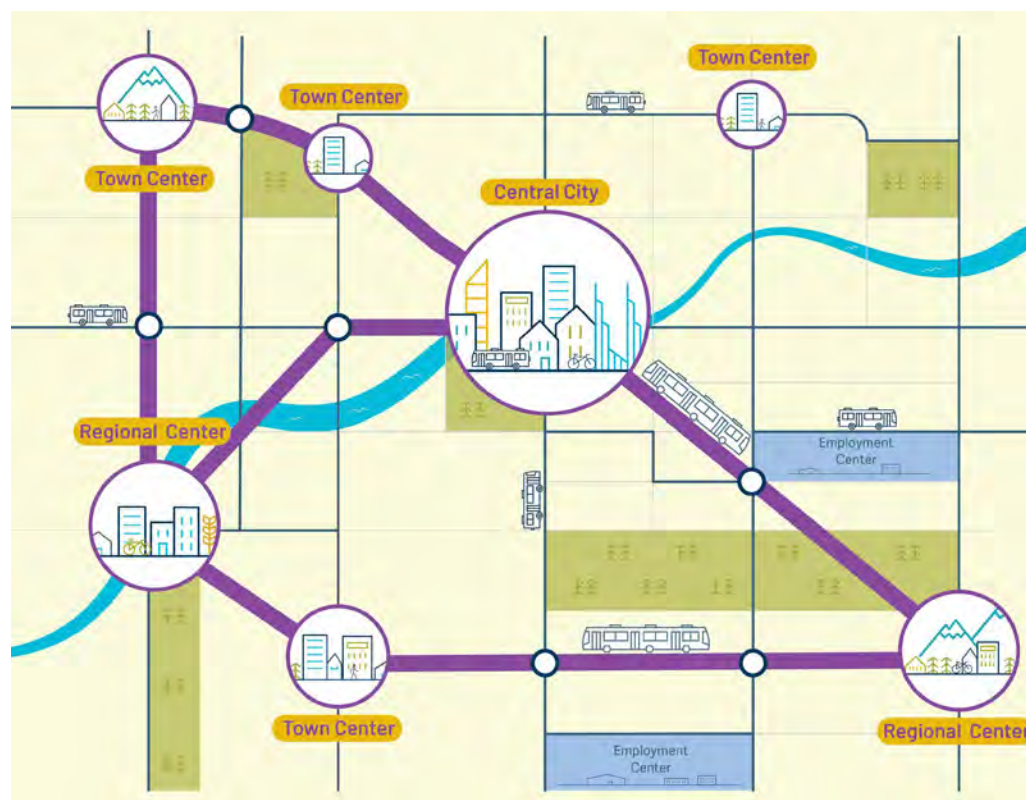 Town Center
Town Center
Town Center
Central City
Regional Center
Employment
Center
Town Center
Regional Center
Employment
Center